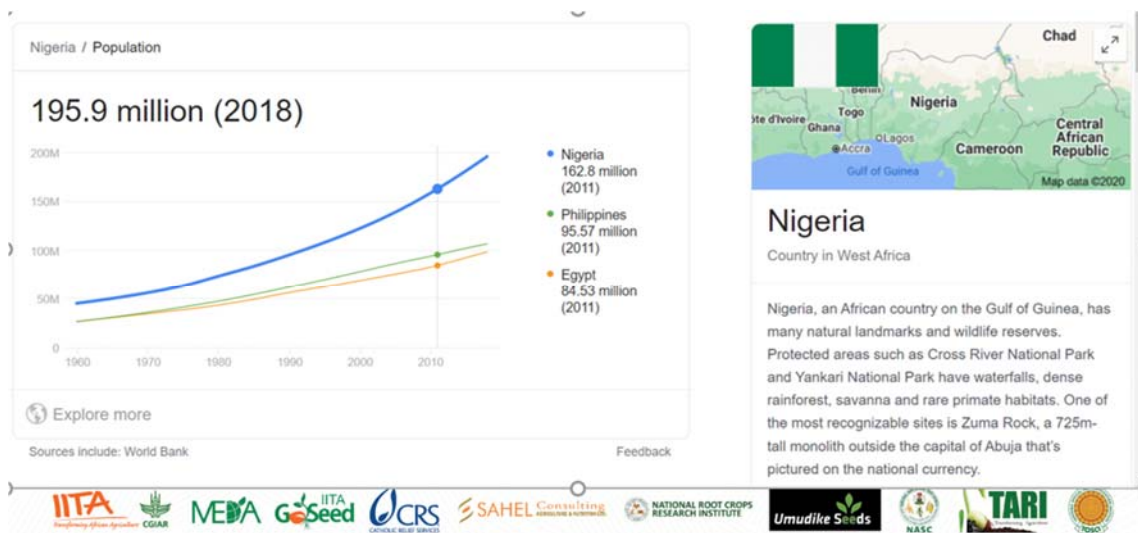 Nigeria / Population
195.9 million (2018)
200M
150M
100M
50M
0
1960
1970
1980
1990
2000
2010
Nigeria
162.8 million
(2011)
Philippines
95.57 million
(2011)
Egypt
84.53 million
(2011)
Explore more
Sources include: World Bank
Feedback
Chad
Benin
Nigeria
Togo
ôte d'Ivoire
Ghana
Lagos
Accra
Cameroon
Central
African
Republic
Gulf of Guinea
Map data ©2020
Nigeria
Country in West Africa
Nigeria, an African country on the Gulf of Guinea, has
many natural landmarks and wildlife reserves.
Protected areas such as Cross River National Park
and Yankari National Park have waterfalls, dense
rainforest, savanna and rare primate habitats. One of
the most recognizable sites is Zuma Rock, a 725m-
tall monolith outside the capital of Abuja that's
pictured on the national currency.
IITA
Transforming African Agriculture
CGIAR
MEDA
IITA
GoSeed
CRS
CATHOLIC RELIEF SERVICES
SAHEL Consulting
NATIONAL ROOT CROPS
RESEARCH INSTITUTE
Umudike Seeds
NASC
TARI
TOSCI